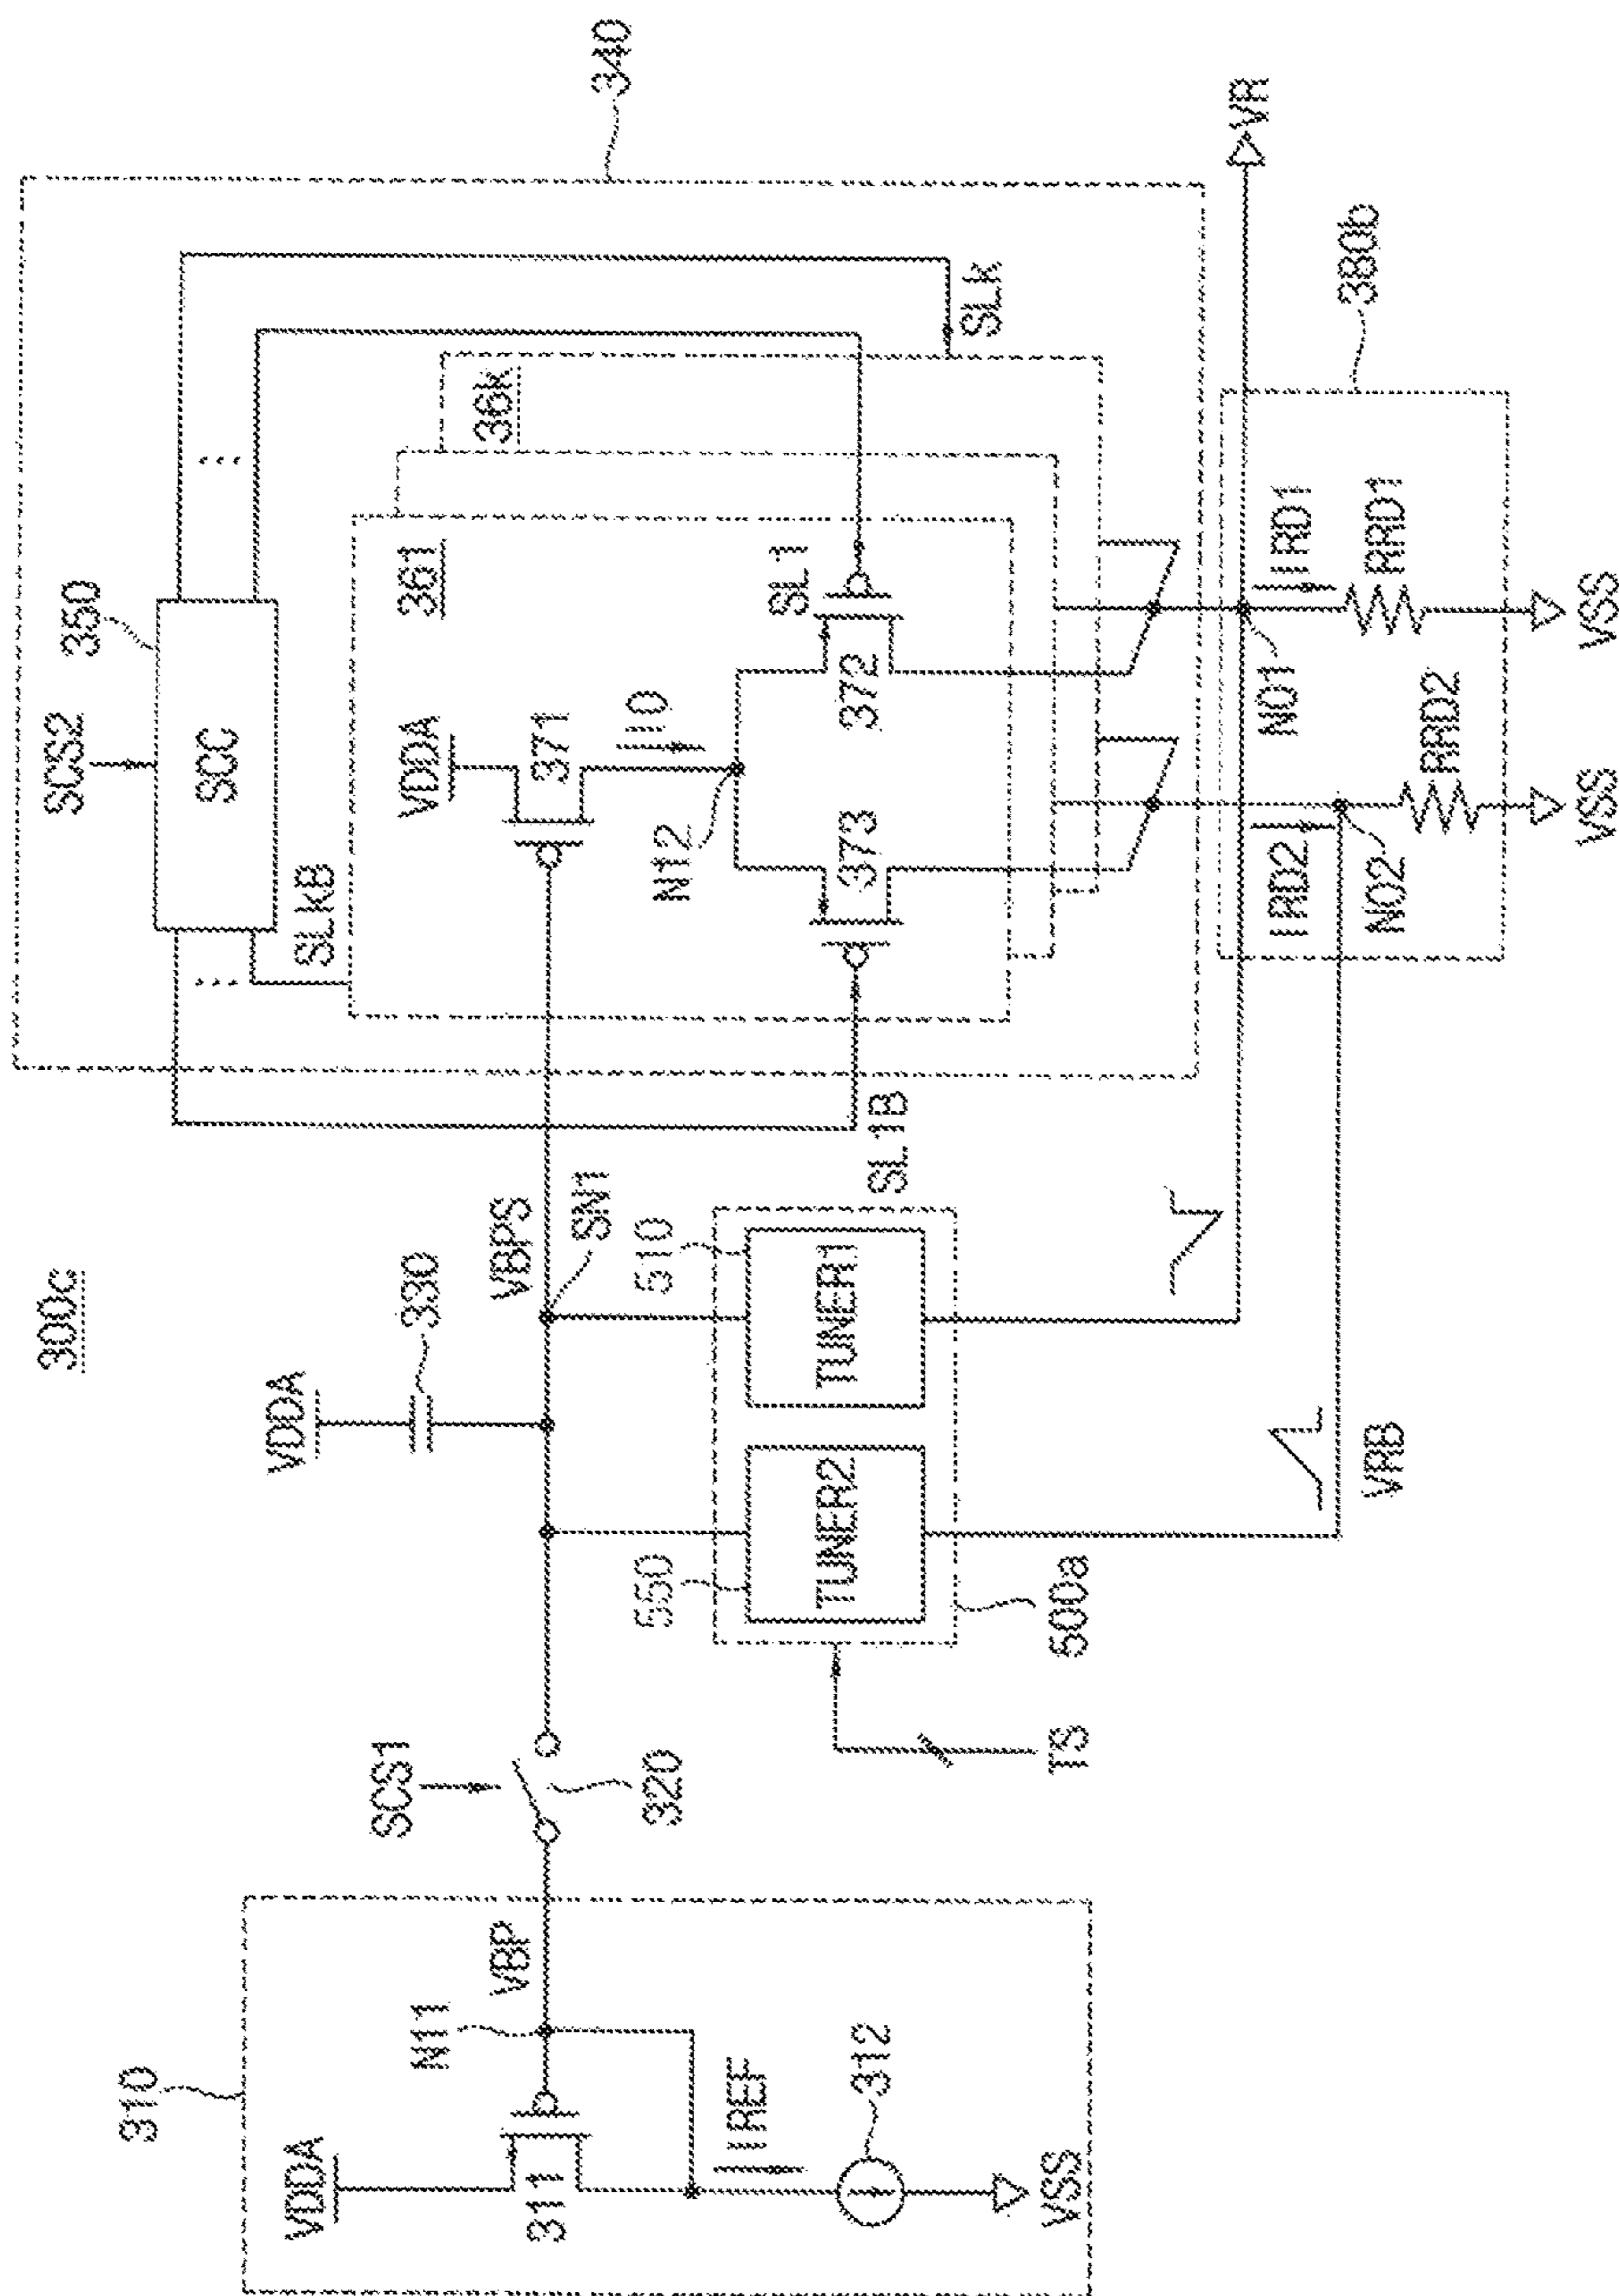 300c
310
VDDA
311
N11
VBP
IREF
312
VSS
SCS1
320
VDDA
330
VBPS
SN1
550
TUNER2
510
TUNER1
500a
TS
340
SCS2
350
SCC
SLkB
SLk
SL1B
361
36k
VDDA
371
I10
N12
373
372
SL1
VR
VRB
380b
IRD1
RRD1
NO1
VSS
IRD2
RRD2
NO2
VSS